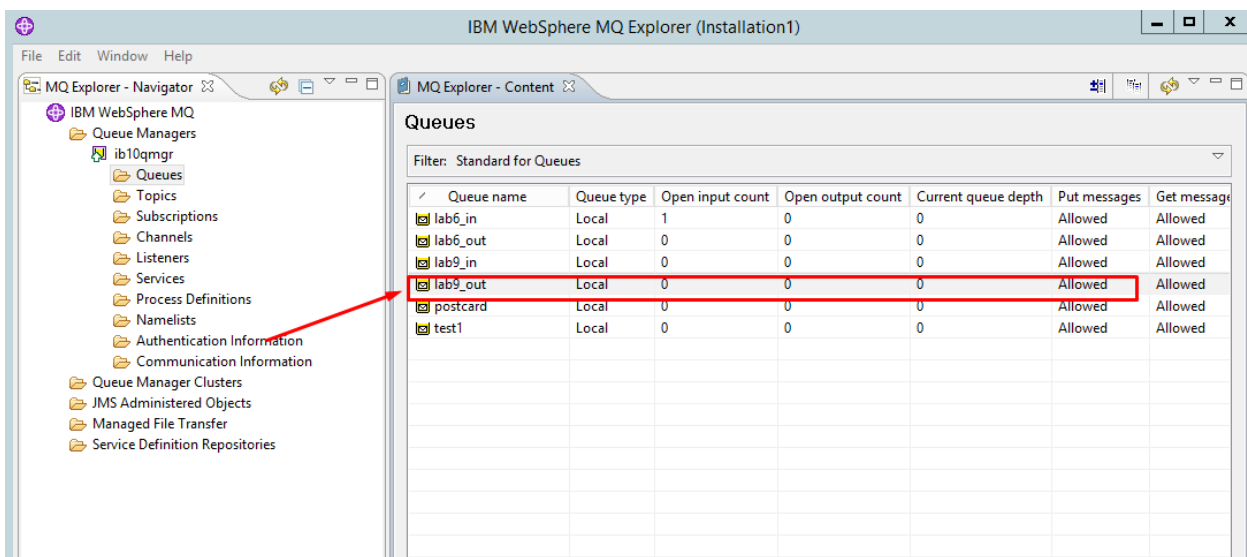 IBM WebSphere MQ Explorer (Installation1)
File Edit Window Help
MQ Explorer - Navigator
IBM WebSphere MQ
Queue Managers
ib10qmgr
Queues
Topics
Subscriptions
Channels
Listeners
Services
Process Definitions
Namelists
Authentication Information
Communication Information
Queue Manager Clusters
JMS Administered Objects
Managed File Transfer
Service Definition Repositories
MQ Explorer - Content
Queues
Filter: Standard for Queues
Queue name Queue type Open input count Open output count Current queue depth Put messages Get message
lab6_in Local 1 0 0 Allowed Allowed
lab6_out Local 0 0 0 Allowed Allowed
lab9_in Local 0 0 0 Allowed Allowed
lab9_out Local 0 0 0 Allowed Allowed
postcard Local 0 0 0 Allowed Allowed
test1 Local 0 0 0 Allowed Allowed